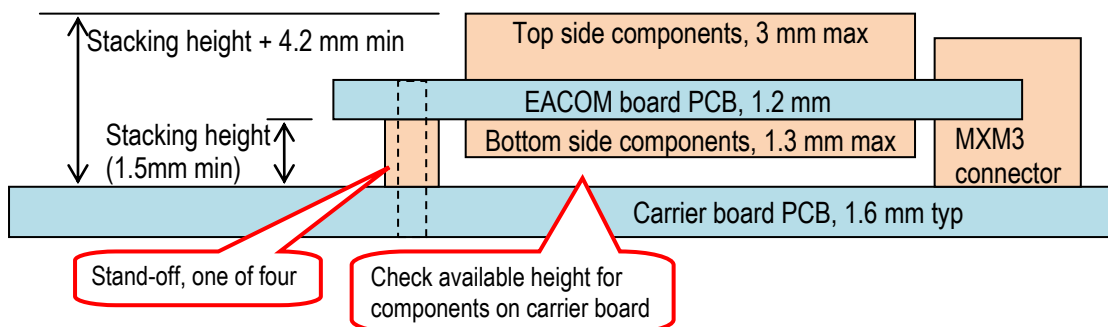 Stacking height + 4.2 mm min
Top side components, 3 mm max
EACOM board PCB, 1.2 mm
Stacking height
(1.5mm min)
Bottom side components, 1.3 mm max
MXM3
connector
Carrier board PCB, 1.6 mm typ
Stand-off, one of four
Check available height for
components on carrier board